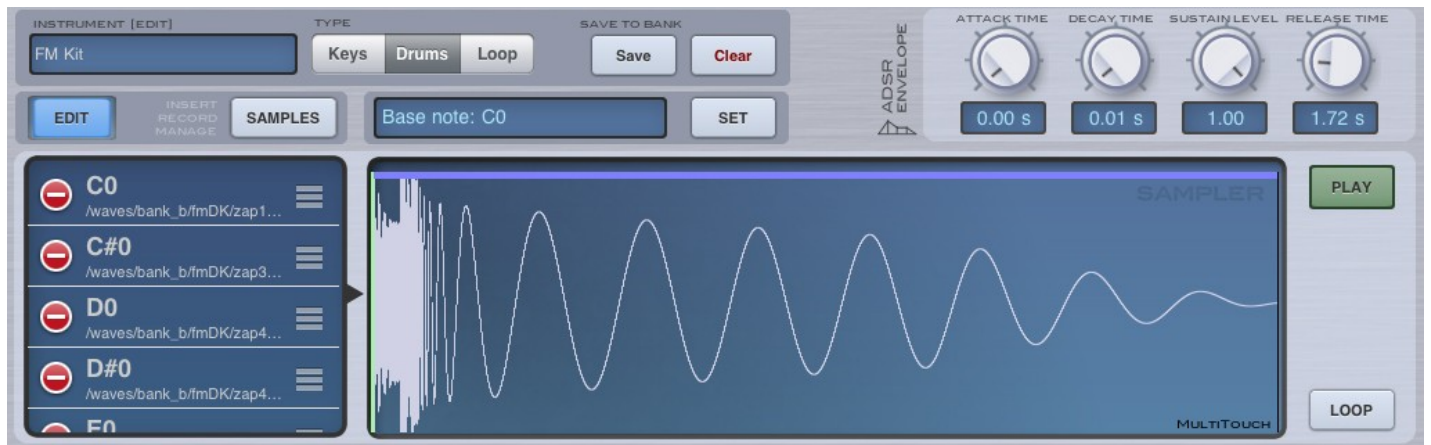 INSTRUMENT [EDIT]
TYPE
SAVE TO BANK
FM Kit
Keys
Drums
Loop
Save
Clear
ADSR
ENVELOPE
ATTACK TIME
DECAY TIME
SUSTAIN LEVEL
RELEASE TIME
0.00 s
0.01 s
1.00
1.72 s
EDIT
INSERT
RECORD
MANAGE
SAMPLES
Base note: C0
SET
C0
/waves/bank_b/fmDK/zap1...
C#0
/waves/bank_b/fmDK/zap3...
D0
/waves/bank_b/fmDK/zap4...
D#0
/waves/bank_b/fmDK/zap4...
E0
SAMPLER
MULTITOUCH
PLAY
LOOP